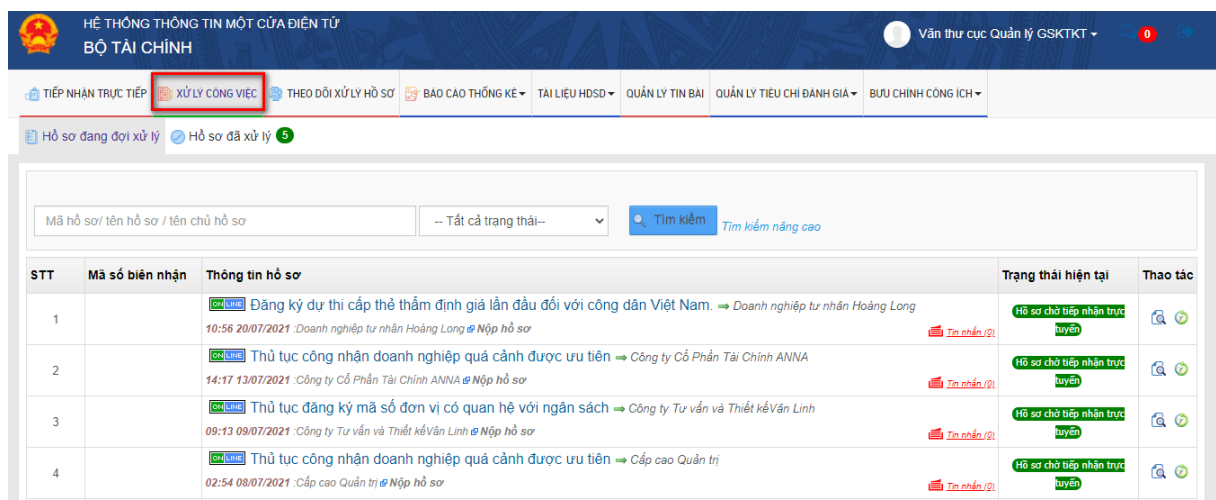 HỆ THỐNG THÔNG TIN MỘT CỬA ĐIỆN TỬ
BỘ TÀI CHÍNH
Văn thư cục Quản lý GSKTKT
0
TIẾP NHẬN TRỰC TIẾP XỬ LÝ CÔNG VIỆC THEO DÕI XỬ LÝ HỒ SƠ BÁO CÁO THỐNG KÊ TÀI LIỆU HDSD QUẢN LÝ TIN BÀI QUẢN LÝ TIÊU CHÍ ĐÁNH GIÁ BƯU CHÍNH CÔNG ÍCH
Hồ sơ đang đợi xử lý Hồ sơ đã xử lý 5
Mã hồ sơ/ tên hồ sơ / tên chủ hồ sơ -- Tất cả trạng thái-- Tìm kiếm Tìm kiếm nâng cao
STT Mã số biên nhận Thông tin hồ sơ Trạng thái hiện tại Thao tác
1 ONLINE Đăng ký dự thi cấp thẻ thẩm định giá lần đầu đối với công dân Việt Nam. ⇒ Doanh nghiệp tư nhân Hoàng Long
10:56 20/07/2021 :Doanh nghiệp tư nhân Hoàng Long Nộp hồ sơ
Tin nhắn (0)
Hồ sơ chờ tiếp nhận trực
tuyến
2 ONLINE Thủ tục công nhận doanh nghiệp quá cảnh được ưu tiên ⇒ Công ty Cổ Phần Tài Chính ANNA
14:17 13/07/2021 :Công ty Cổ Phần Tài Chính ANNA Nộp hồ sơ
Tin nhắn (0)
Hồ sơ chờ tiếp nhận trực
tuyến
3 ONLINE Thủ tục đăng ký mã số đơn vị có quan hệ với ngân sách ⇒ Công ty Tư vấn và Thiết kếVân Linh
09:13 09/07/2021 :Công ty Tư vấn và Thiết kếVân Linh Nộp hồ sơ
Tin nhắn (0)
Hồ sơ chờ tiếp nhận trực
tuyến
4 ONLINE Thủ tục công nhận doanh nghiệp quá cảnh được ưu tiên ⇒ Cấp cao Quản trị
02:54 08/07/2021 :Cấp cao Quản trị Nộp hồ sơ
Tin nhắn (0)
Hồ sơ chờ tiếp nhận trực
tuyến